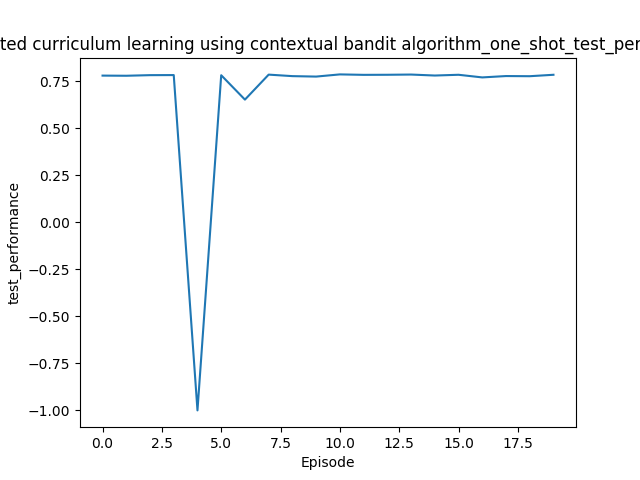 ted curriculum learning using contextual bandit algorithm_one_shot_test_per
0.75
0.50
0.25
0.00
−0.25
−0.50
−0.75
−1.00
test_performance
0.0 2.5 5.0 7.5 10.0 12.5 15.0 17.5
Episode